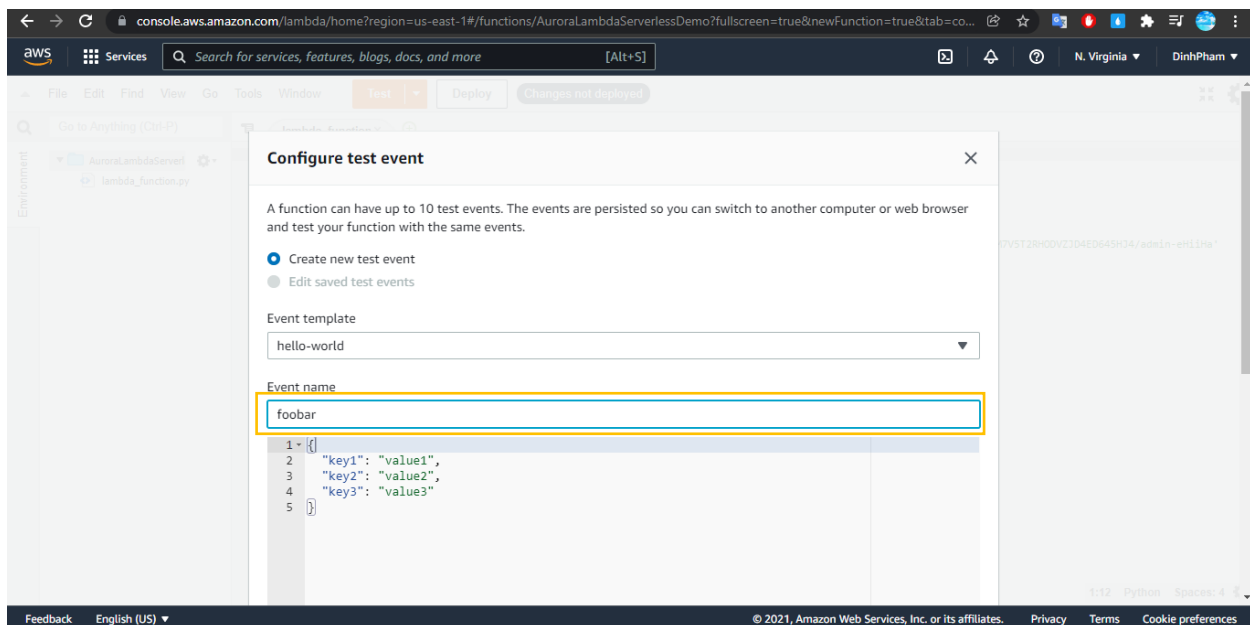 console.aws.amazon.com/lambda/home?region=us-east-1#/functions/AuroraLambdaServerlessDemo?fullscreen=true&newFunction=true&tab=co...
aws Services Search for services, features, blogs, docs, and more [Alt+S] N. Virginia ▼ DinhPham ▼
File Edit Find View Go Tools Window Test Deploy Changes not deployed
Go to Anything (Ctrl-P) lambda_function
Environment
AuroraLambdaServerl
lambda_function.py
Configure test event
A function can have up to 10 test events. The events are persisted so you can switch to another computer or web browser
and test your function with the same events.
Create new test event
Edit saved test events
Event template
hello-world
Event name
foobar
1 {
2 "key1": "value1",
3 "key2": "value2",
4 "key3": "value3"
5 }
1:12 Python Spaces: 4
Feedback English (US) ▼ © 2021, Amazon Web Services, Inc. or its affiliates. Privacy Terms Cookie preferences